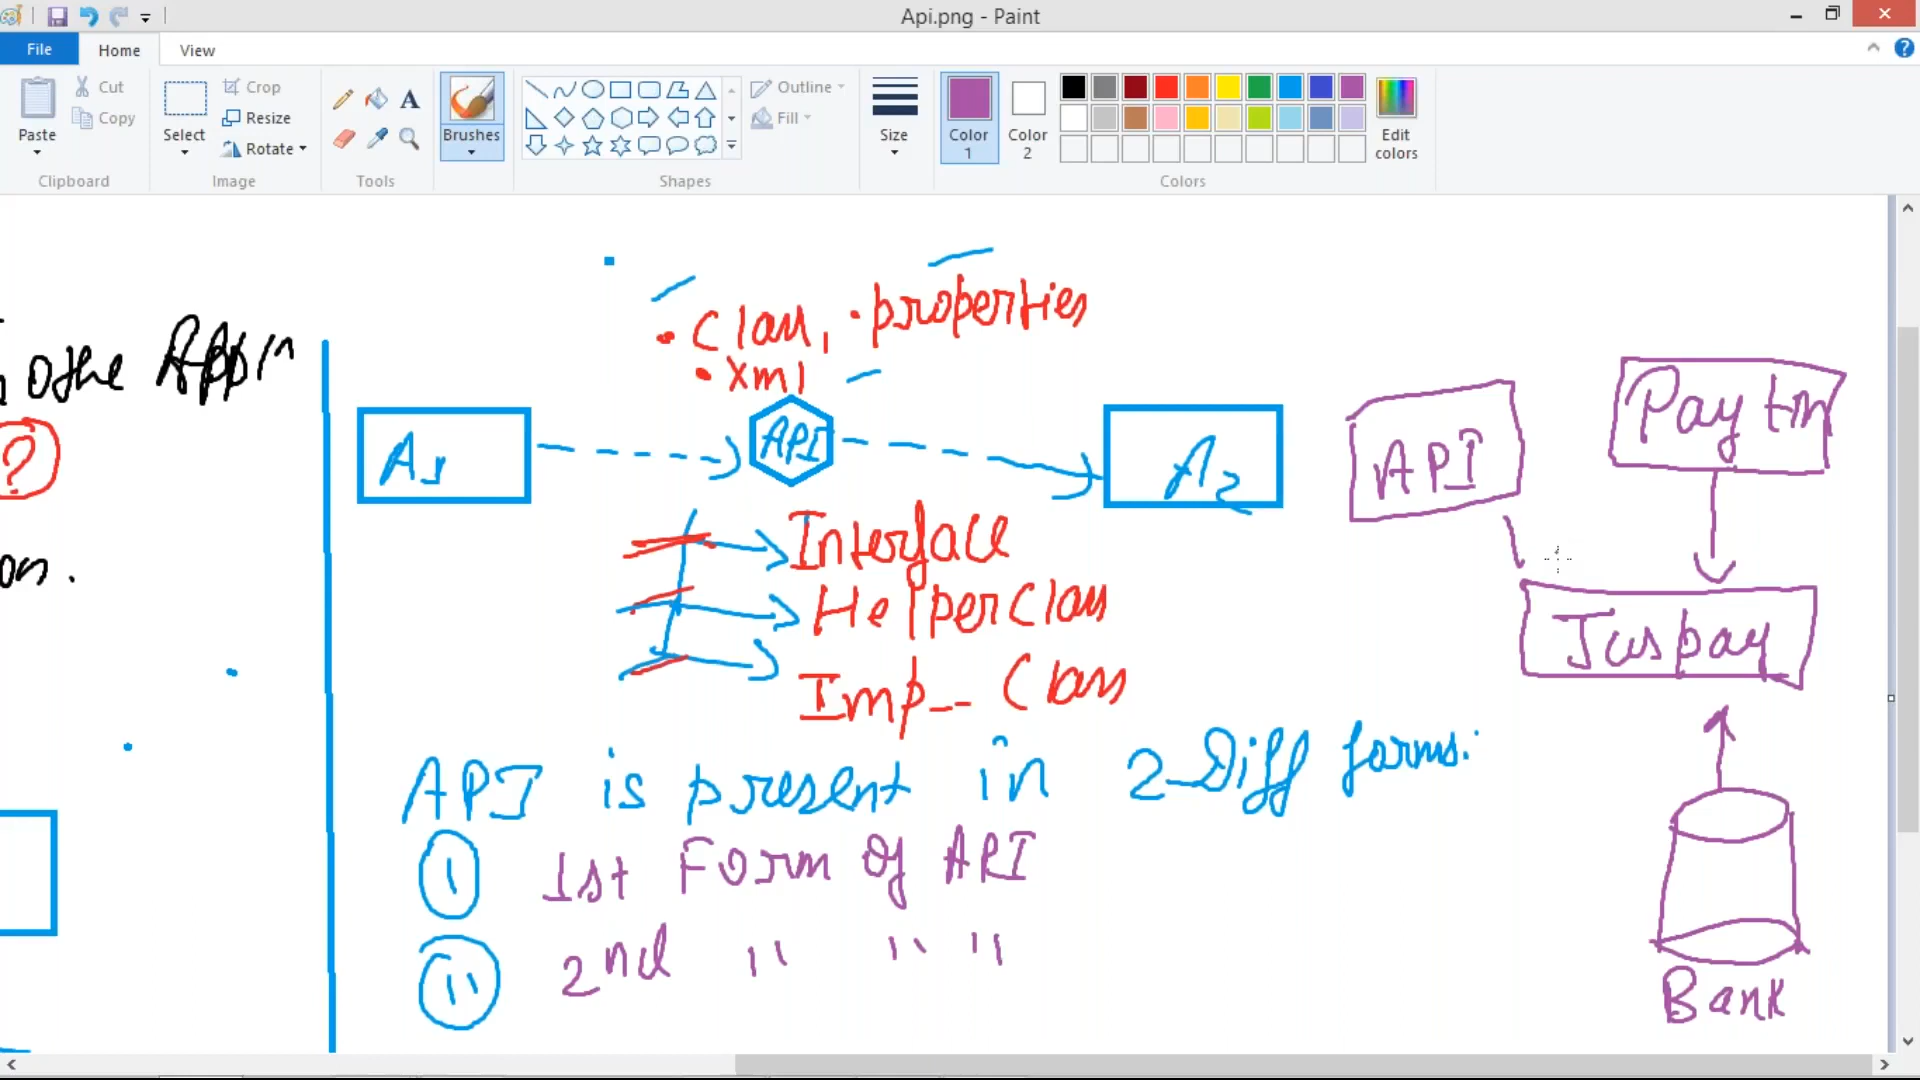 Api.png - Paint
File Home View
Paste Cut Copy Clipboard
Select Crop Resize Rotate Image
Tools
Brushes
Shapes
Outline Fill
Size
Color 1 Color 2 Edit colors
Colors
othe Appln
?
on.
• Class, • properties
• Xml
A1 API A2
Interface
Helper Class
Imp-- Class
API is present in 2-Diff forms:
1 1st Form Of API
11 2nd " " "
API
Paytm
Juspay
Bank